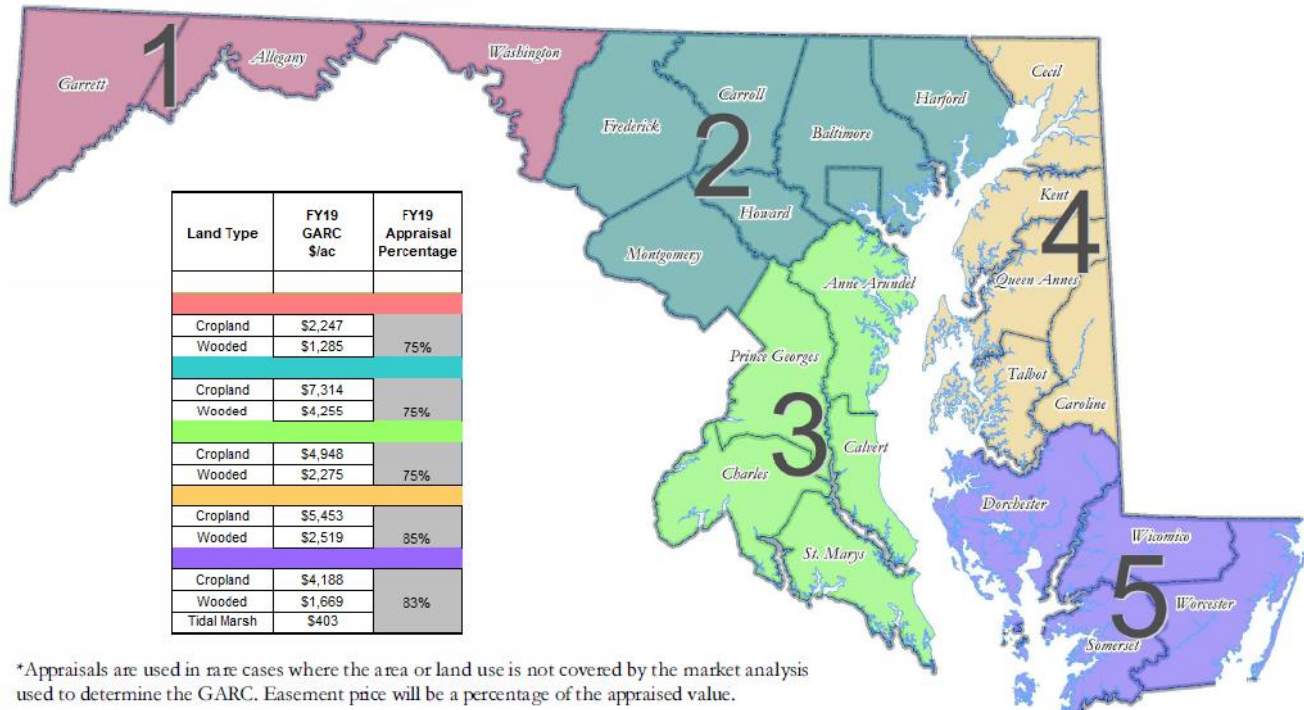 1
Garrett
Allegany
Washington
2
Frederick
Carroll
Baltimore
Harford
Howard
Montgomery
3
Anne Arundel
Prince Georges
Calvert
Charles
St. Marys
4
Cecil
Kent
Queen Annes
Talbot
Caroline
5
Dorchester
Wicomico
Worcester
Somerset
Land Type FY19 GARC $/ac FY19 Appraisal Percentage
Cropland $2,247
Wooded $1,285 75%
Cropland $7,314
Wooded $4,255 75%
Cropland $4,948
Wooded $2,275 75%
Cropland $5,453
Wooded $2,519 85%
Cropland $4,188
Wooded $1,669 83%
Tidal Marsh $403
*Appraisals are used in rare cases where the area or land use is not covered by the market analysis
used to determine the GARC. Easement price will be a percentage of the appraised value.